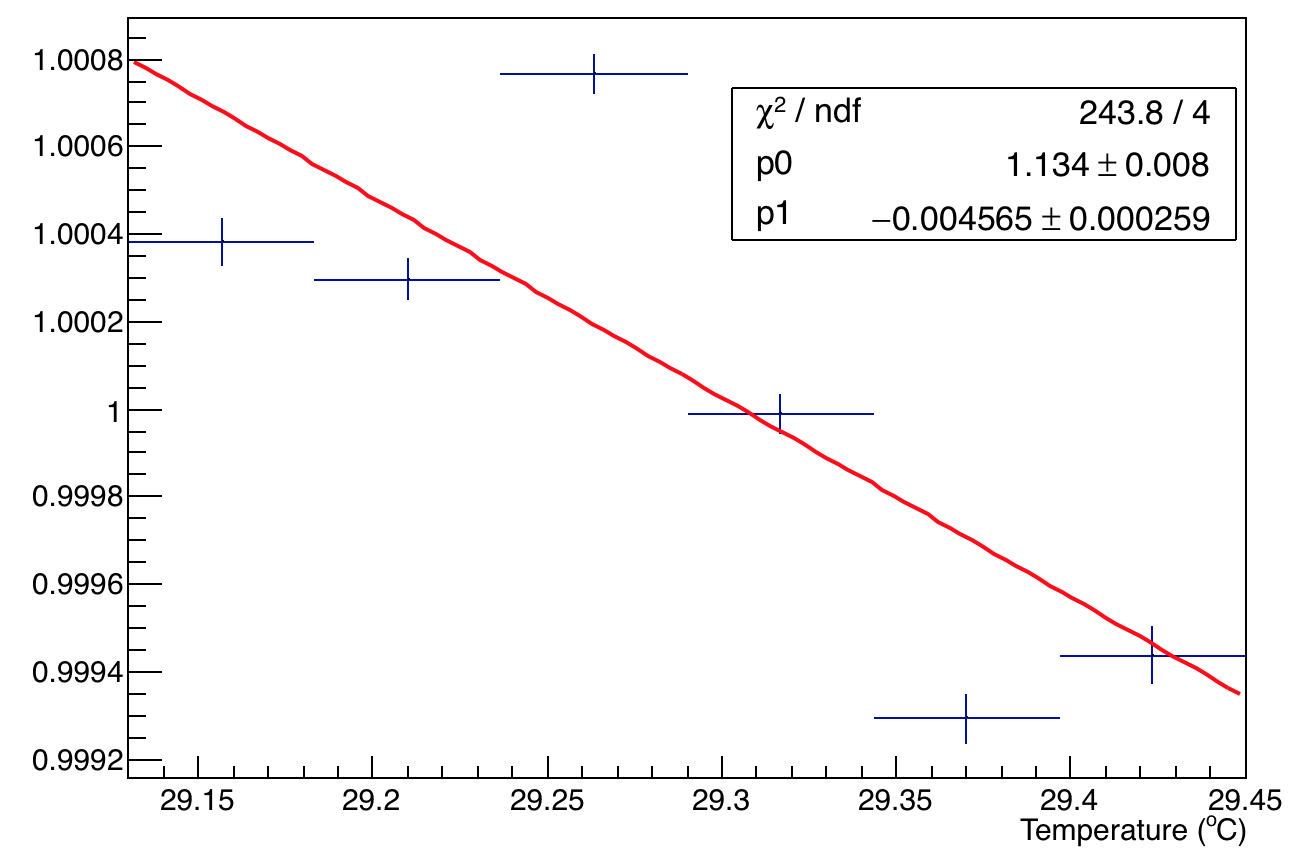 1.0008
1.0006
1.0004
1.0002
1
0.9998
0.9996
0.9994
0.9992
χ² / ndf 243.8 / 4
p0 1.134 ± 0.008
p1 −0.004565 ± 0.000259
29.15 29.2 29.25 29.3 29.35 29.4 29.45
Temperature (°C)